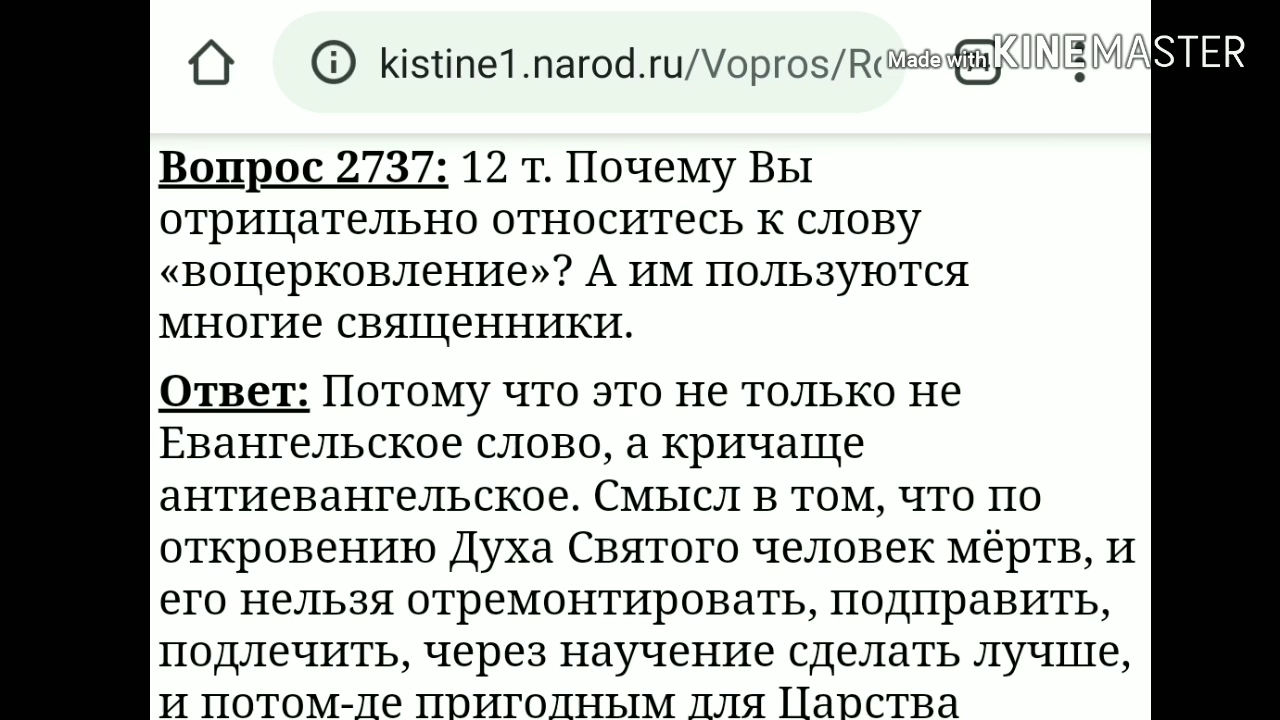 kistine1.narod.ru/Vopros/Ro
Made with KINEMASTER
Вопрос 2737: 12 т. Почему Вы
отрицательно относитесь к слову
«воцерковление»? А им пользуются
многие священники.
Ответ: Потому что это не только не
Евангельское слово, а кричаще
антиевангельское. Смысл в том, что по
откровению Духа Святого человек мёртв, и
его нельзя отремонтировать, подправить,
подлечить, через научение сделать лучше,
и потом-де пригодным для Царства